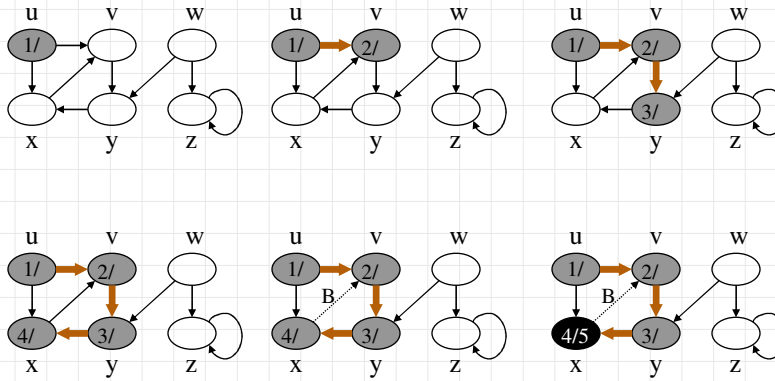 u v w u v w u v w
1/ 1/ 2/ 1/ 2/
3/
x y z x y z x y z
u v w u v w u v w
1/ 2/ 1/ 2/ 1/ 2/
B B
4/ 3/ 4/ 3/ 4/5 3/
x y z x y z x y z